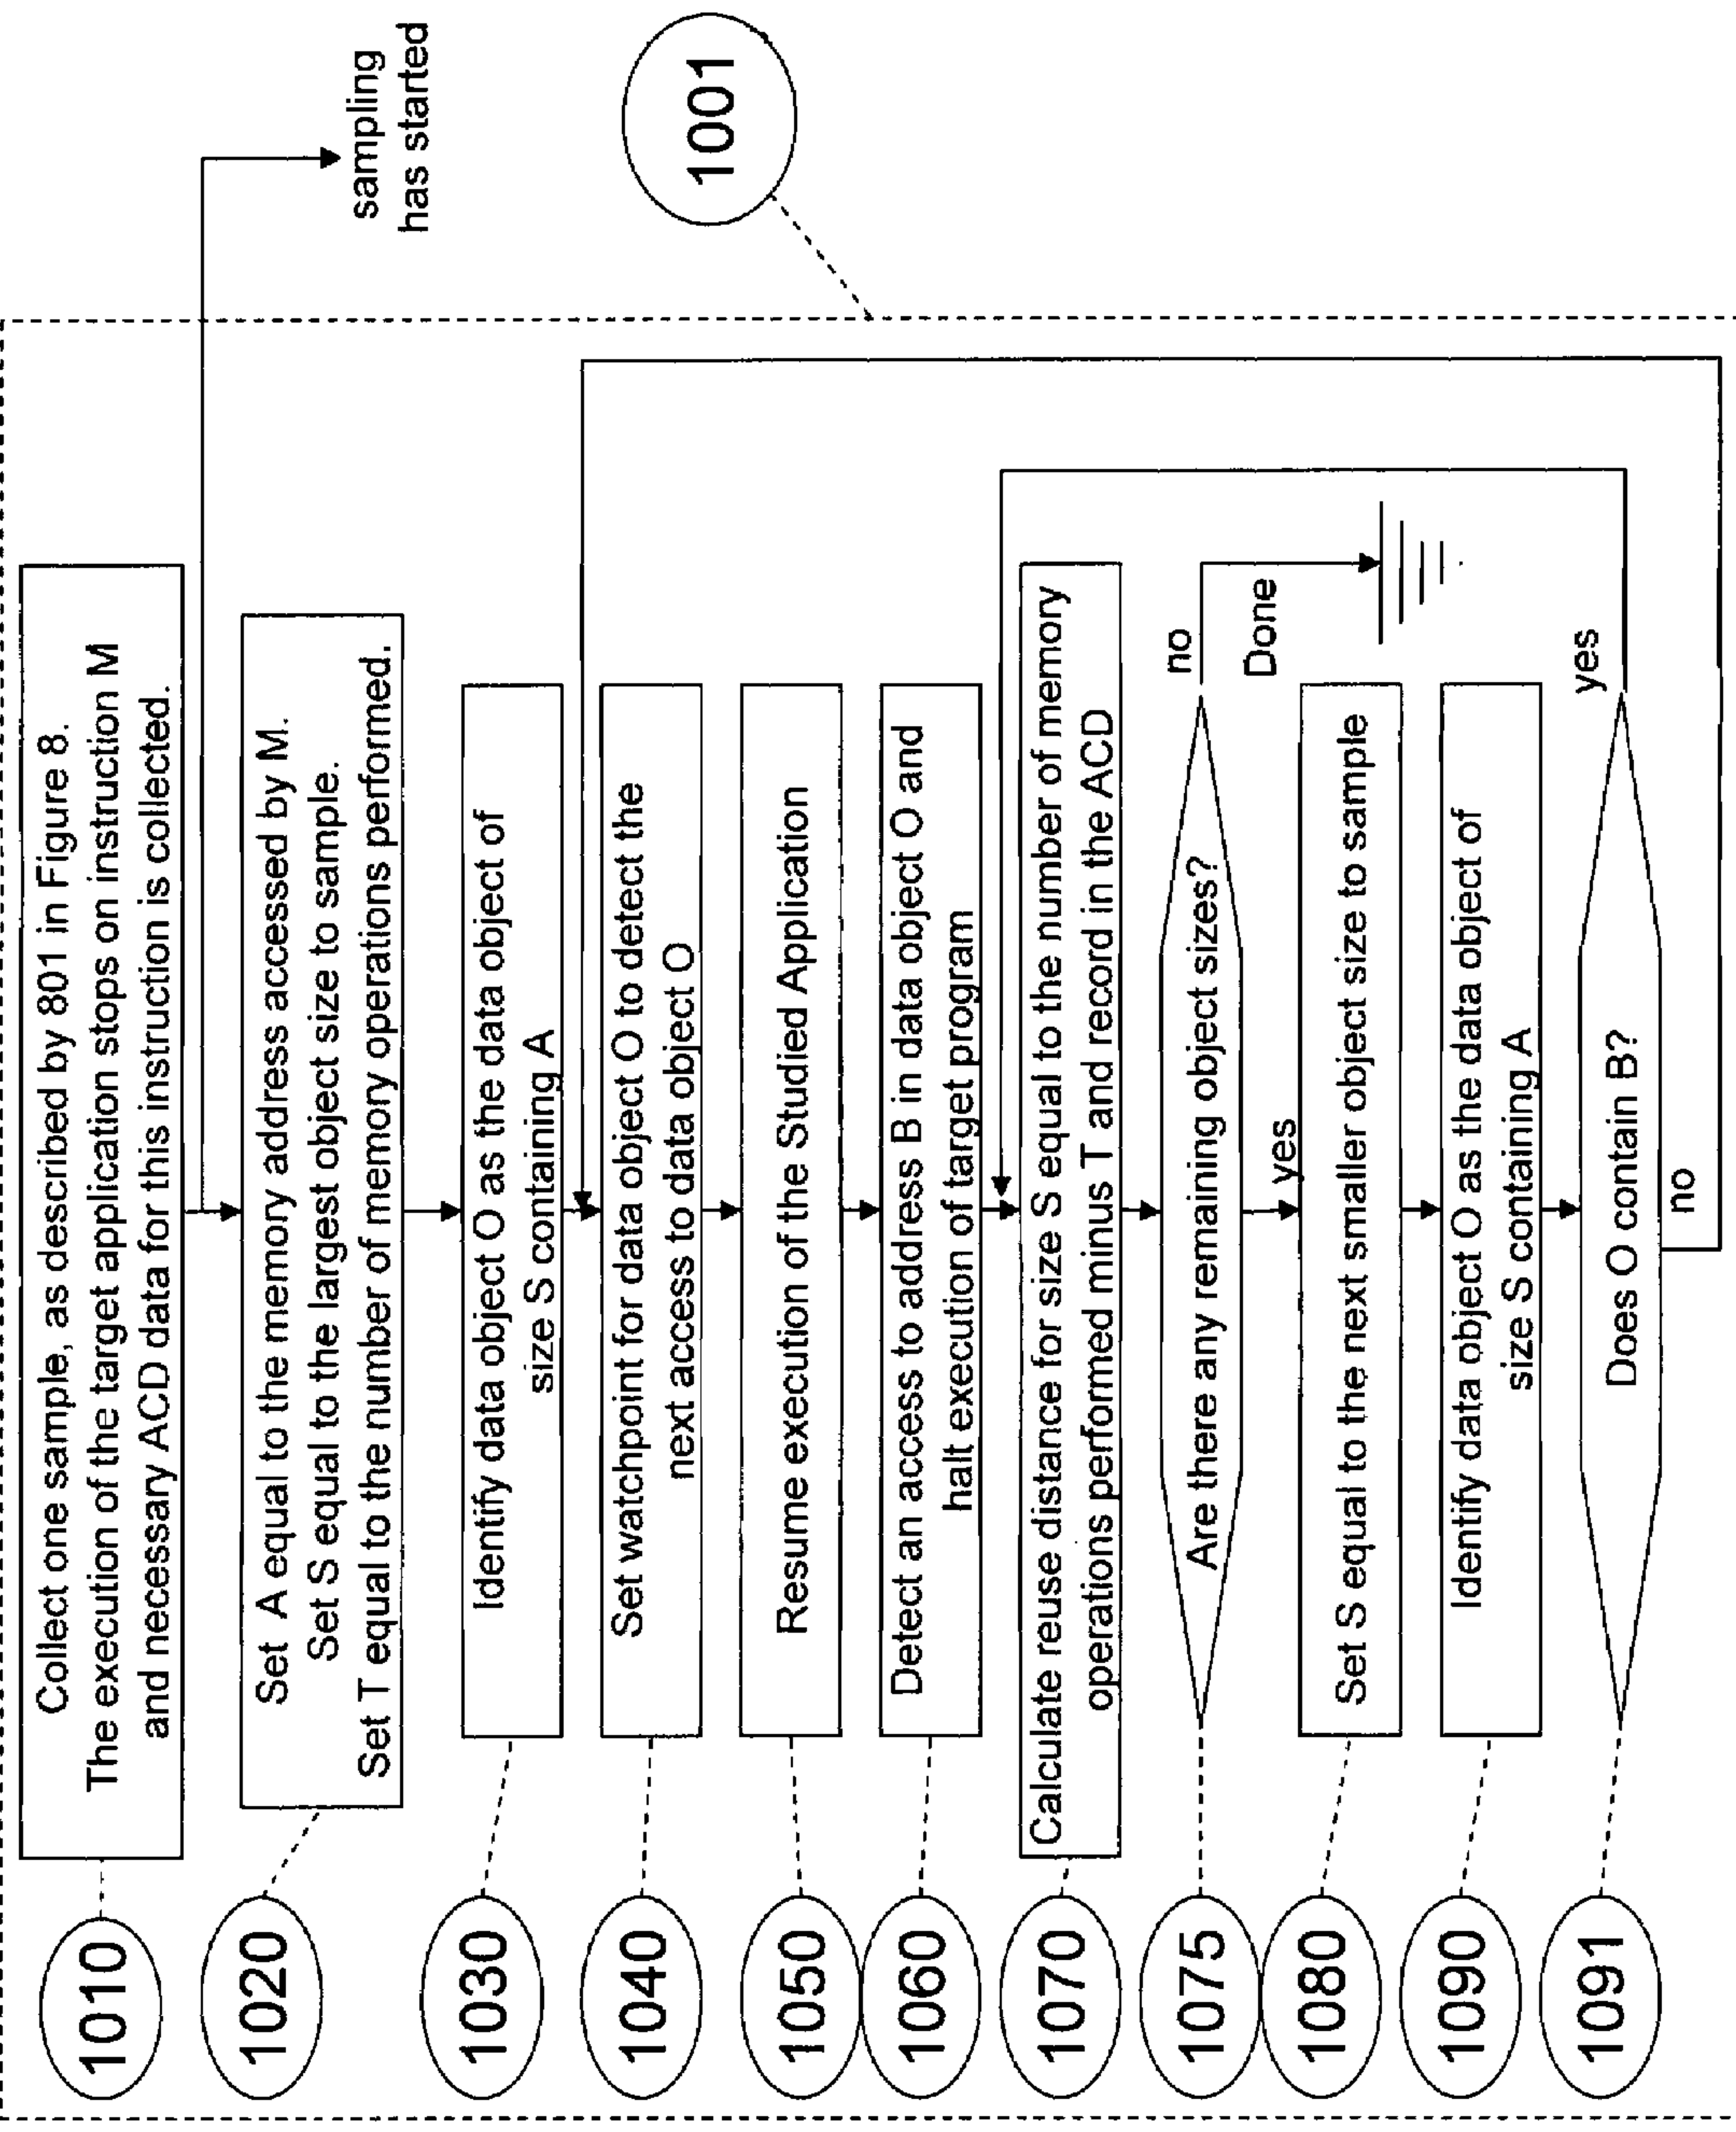 1010
Collect one sample, as described by 801 in Figure 8.
The execution of the target application stops on instruction M
and necessary ACD data for this instruction is collected.
sampling
has started
1020
Set A equal to the memory address accessed by M.
Set S equal to the largest object size to sample.
Set T equal to the number of memory operations performed.
1001
1030
Identify data object O as the data object of
size S containing A
1040
Set watchpoint for data object O to detect the
next access to data object O
1050
Resume execution of the Studied Application
1060
Detect an access to address B in data object O and
halt execution of target program
1070
Calculate reuse distance for size S equal to the number of memory
operations performed minus T and record in the ACD
1075
Are there any remaining object sizes?
no
Done
yes
1080
Set S equal to the next smaller object size to sample
1090
Identify data object O as the data object of
size S containing A
1091
Does O contain B?
yes
no